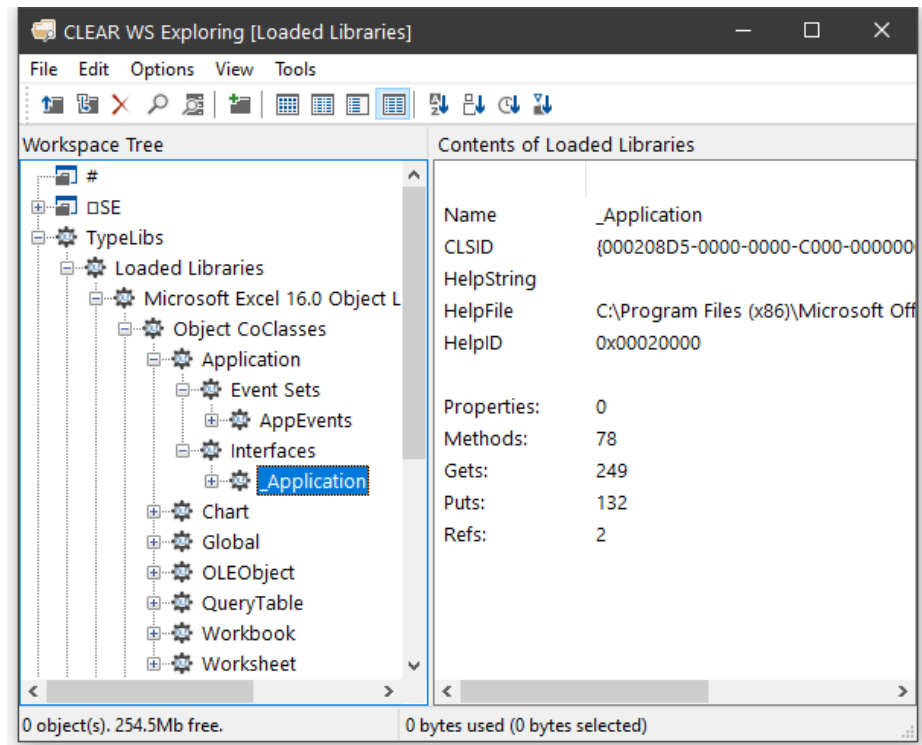 CLEAR WS Exploring [Loaded Libraries]
File Edit Options View Tools
Workspace Tree
Contents of Loaded Libraries
#
⎕SE
TypeLibs
Loaded Libraries
Microsoft Excel 16.0 Object L
Object CoClasses
Application
Event Sets
AppEvents
Interfaces
_Application
Chart
Global
OLEObject
QueryTable
Workbook
Worksheet
Name _Application
CLSID {000208D5-0000-0000-C000-0000000
HelpString
HelpFile C:\Program Files (x86)\Microsoft Off
HelpID 0x00020000
Properties: 0
Methods: 78
Gets: 249
Puts: 132
Refs: 2
0 object(s). 254.5Mb free.
0 bytes used (0 bytes selected)